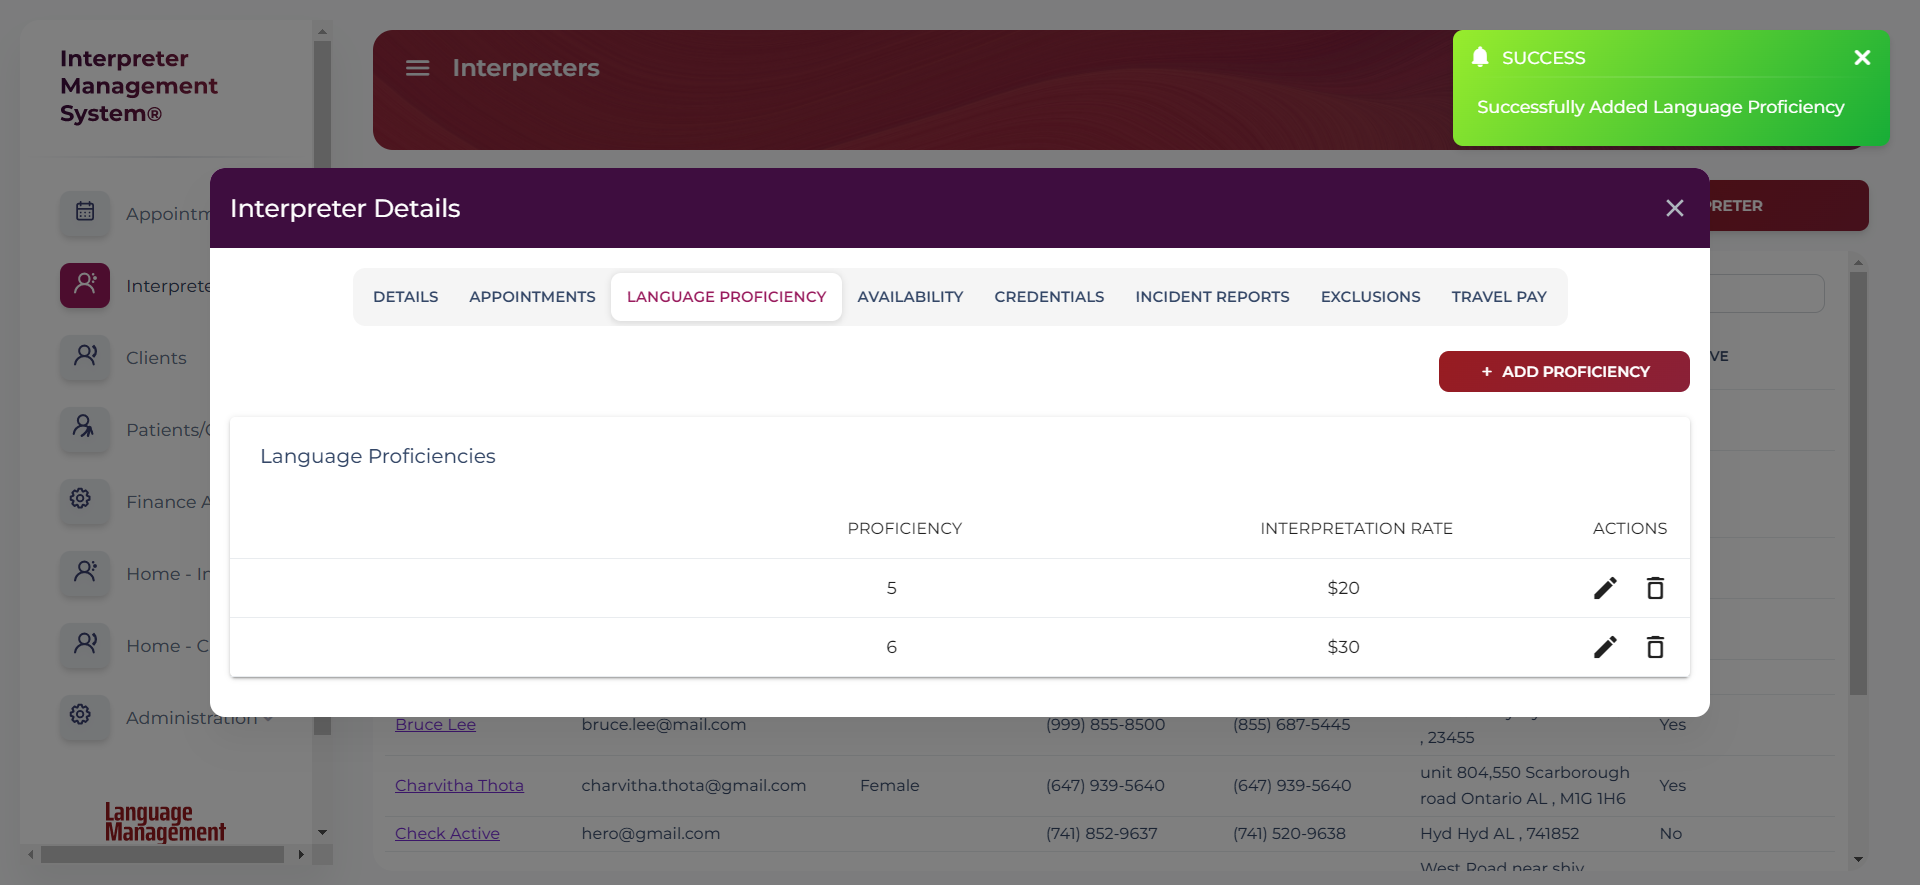 Interpreter
Management
System®
Interpreters
SUCCESS
Successfully Added Language Proficiency
Interpreter Details
DETAILS APPOINTMENTS LANGUAGE PROFICIENCY AVAILABILITY CREDENTIALS INCIDENT REPORTS EXCLUSIONS TRAVEL PAY
+ ADD PROFICIENCY
Language Proficiencies
PROFICIENCY INTERPRETATION RATE ACTIONS
5 $20
6 $30
Appointm
Interprete
Clients
Patients/C
Finance A
Home - In
Home - C
Administration
Language
Management
PRETER
VE
Bruce Lee bruce.lee@mail.com (999) 855-8500 (855) 687-5445 , 23455 Yes
Charvitha Thota charvitha.thota@gmail.com Female (647) 939-5640 (647) 939-5640 unit 804,550 Scarborough Yes
road Ontario AL , M1G 1H6
Check Active hero@gmail.com (741) 852-9637 (741) 520-9638 Hyd Hyd AL , 741852 No
West Road near shiv